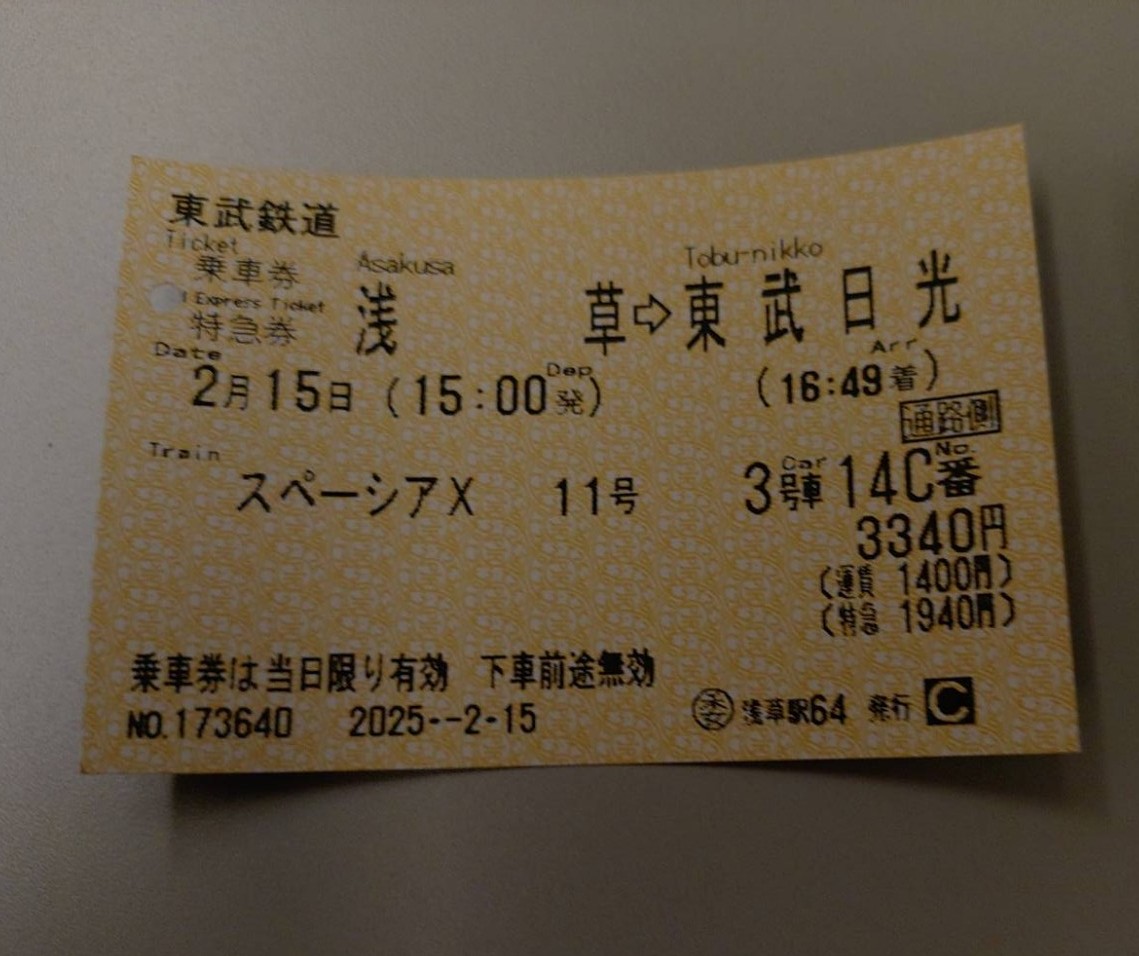 東武鉄道
Ticket
乗車券
Express Ticket
特急券
Asakusa Tobu-nikko
浅草⇨東武日光
Date Dep Arr
2月15日 (15:00発) (16:49着)
通路側
Train Car No.
スペーシアX 11号 3号車 14C番
3340円
(運賃 1400円)
(特急 1940円)
乗車券は当日限り有効 下車前途無効
NO.173640 2025--2-15 浅草駅64 発行 C